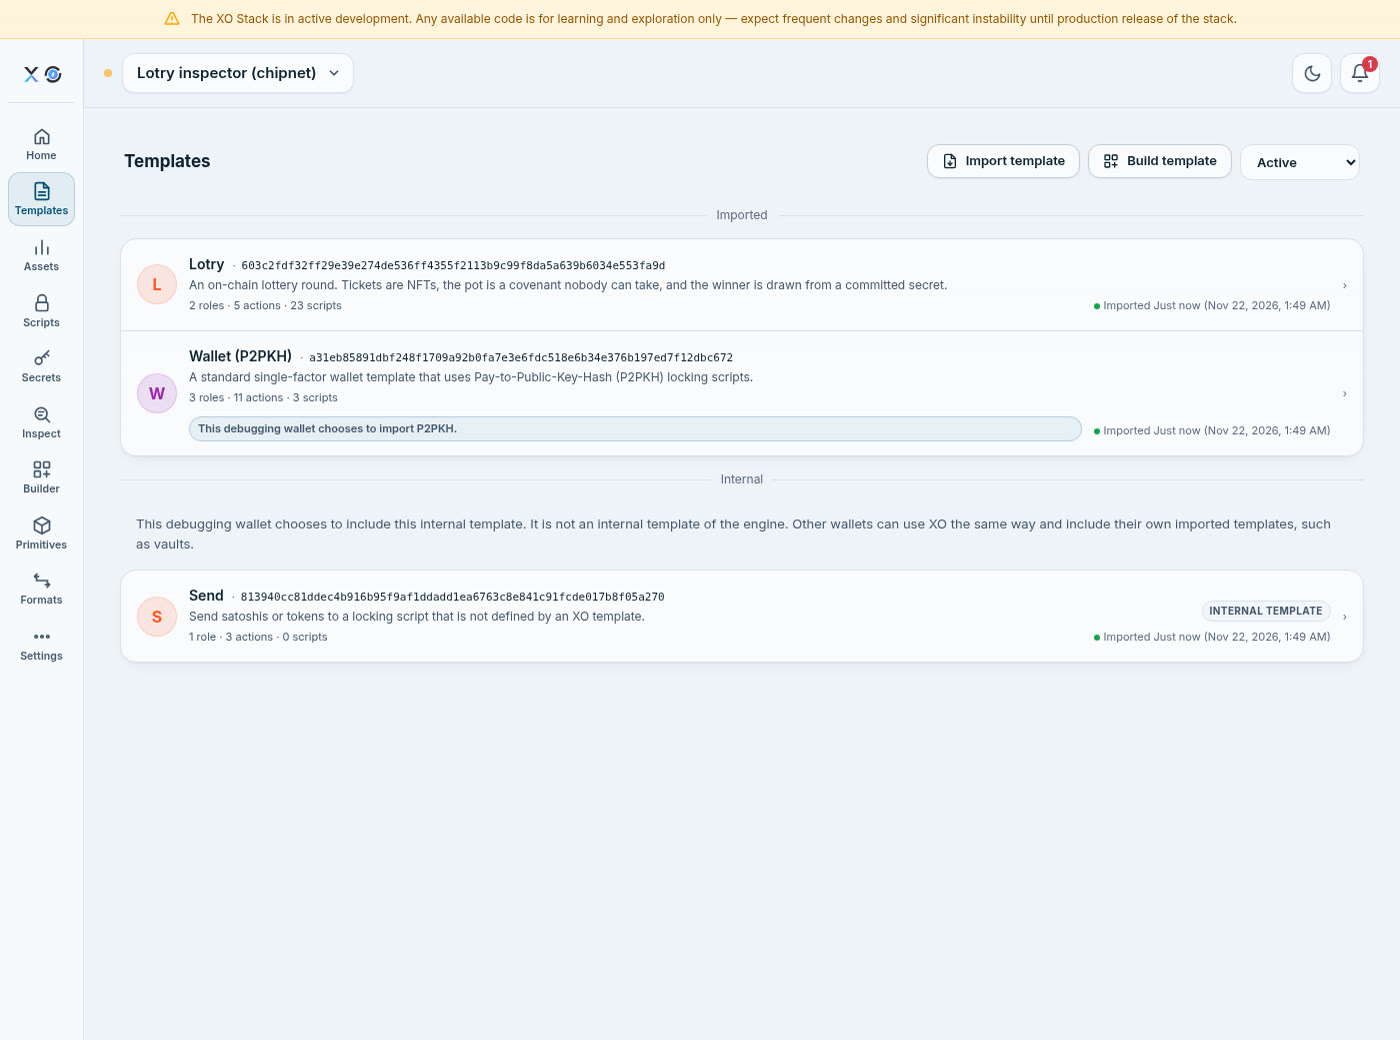 The XO Stack is in active development. Any available code is for learning and exploration only — expect frequent changes and significant instability until production release of the stack.
XO
Lotry inspector (chipnet)
1
Home
Templates
Assets
Scripts
Secrets
Inspect
Builder
Primitives
Formats
Settings
Templates
Import template
Build template
Active
Imported
L
Lotry · 603c2fdf32ff29e39e274de536ff4355f2113b9c99f8da5a639b6034e553fa9d
An on-chain lottery round. Tickets are NFTs, the pot is a covenant nobody can take, and the winner is drawn from a committed secret.
2 roles · 5 actions · 23 scripts
Imported Just now (Nov 22, 2026, 1:49 AM)
W
Wallet (P2PKH) · a31eb85891dbf248f1709a92b0fa7e3e6fdc518e6b34e376b197ed7f12dbc672
A standard single-factor wallet template that uses Pay-to-Public-Key-Hash (P2PKH) locking scripts.
3 roles · 11 actions · 3 scripts
This debugging wallet chooses to import P2PKH.
Imported Just now (Nov 22, 2026, 1:49 AM)
Internal
This debugging wallet chooses to include this internal template. It is not an internal template of the engine. Other wallets can use XO the same way and include their own imported templates, such
as vaults.
S
Send · 813940cc81ddec4b916b95f9af1ddadd1ea6763c8e841c91fcde017b8f05a270
Send satoshis or tokens to a locking script that is not defined by an XO template.
1 role · 3 actions · 0 scripts
INTERNAL TEMPLATE
Imported Just now (Nov 22, 2026, 1:49 AM)